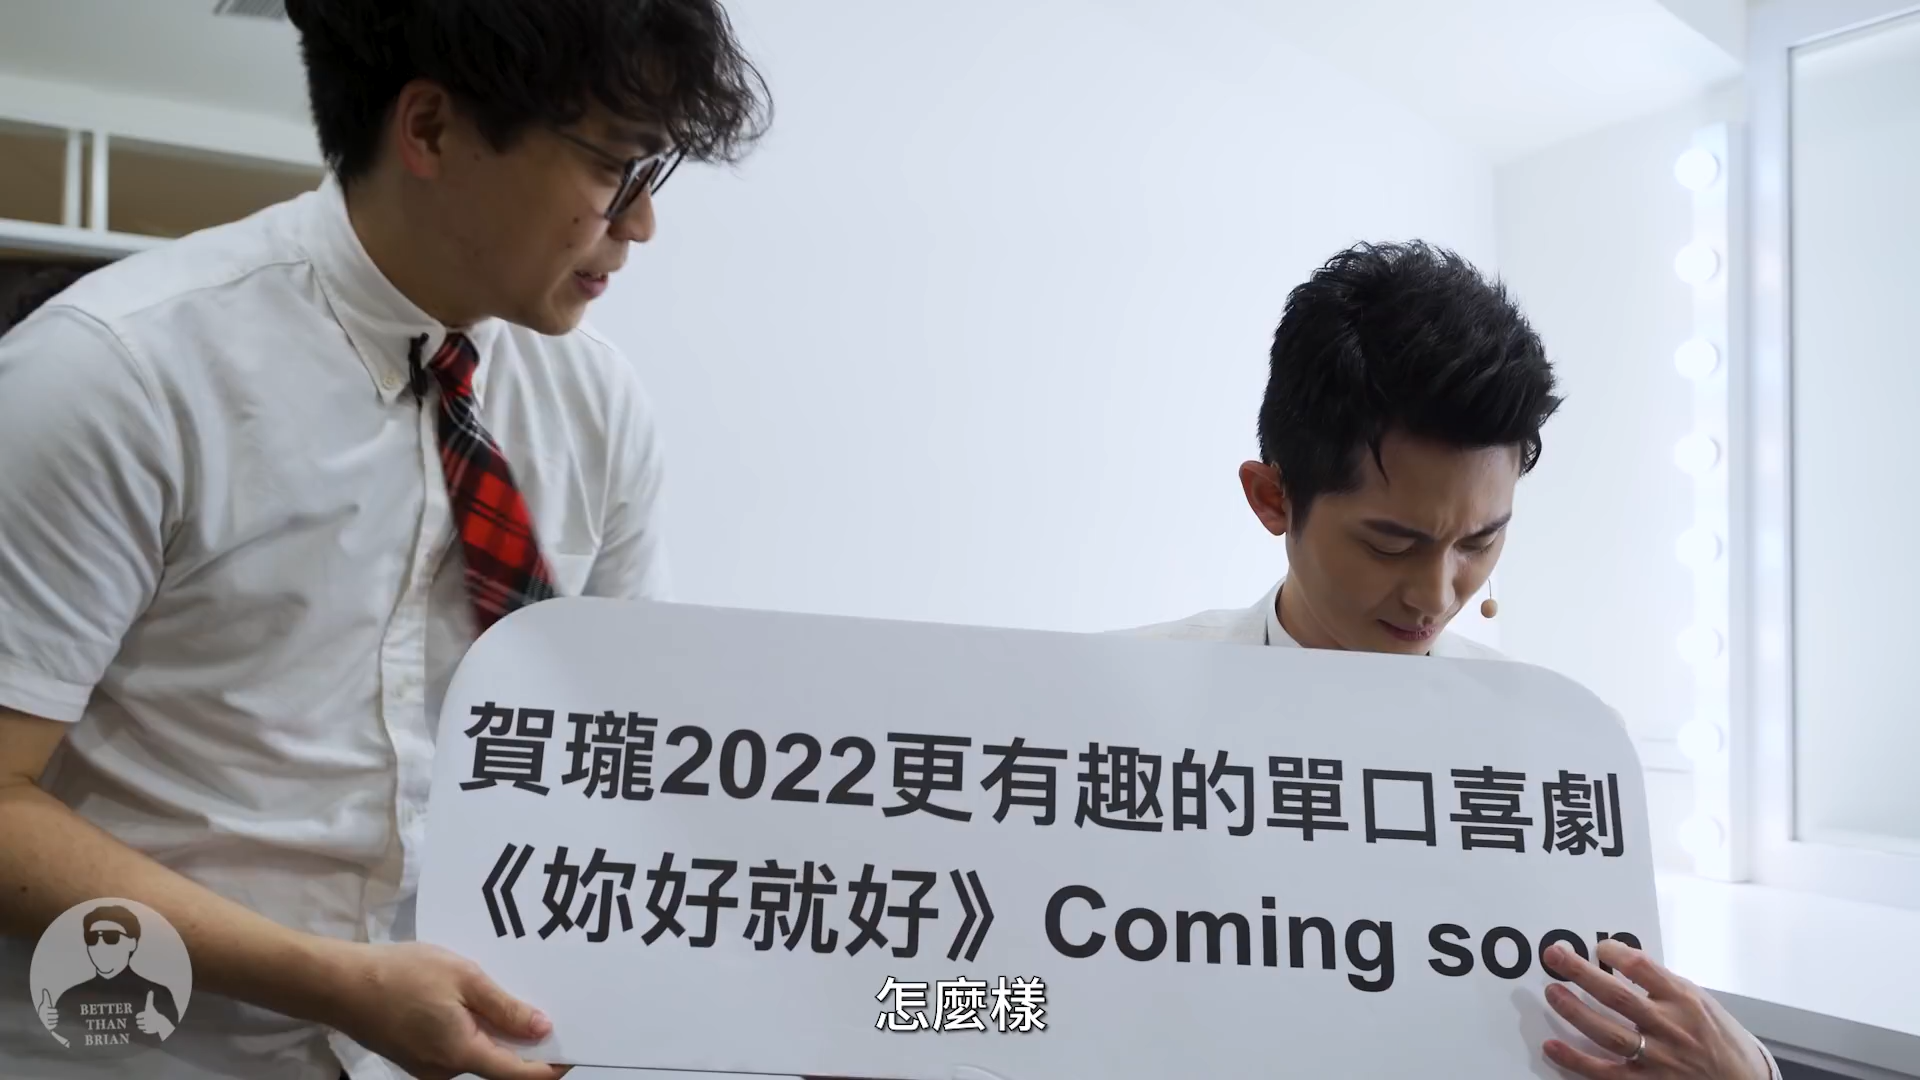 賀瓏2022更有趣的單口喜劇
《妳好就好》Coming soon
怎麼樣
BETTER
THAN
BRIAN